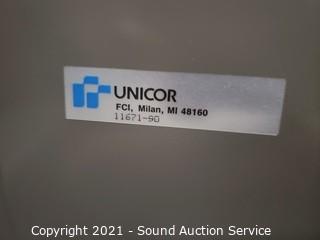 UNICOR
FCI, Milan, MI 48160
11671-90
Copyright 2021 - Sound Auction Service